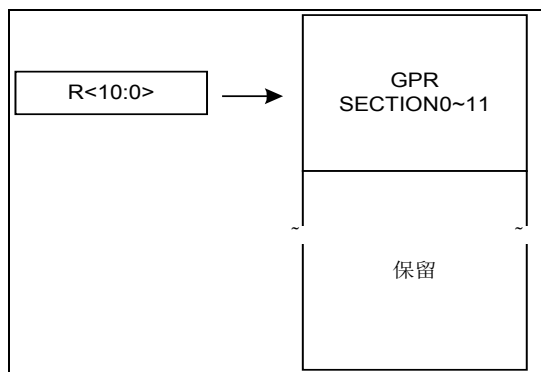 R<10:0>
GPR
SECTION0~11
~ ~
保留